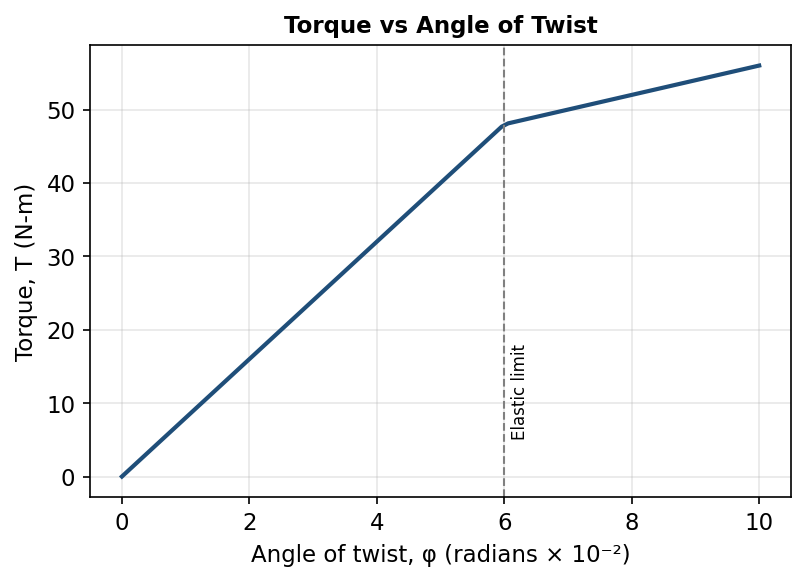 Torque vs Angle of Twist
Torque, T (N-m)
50
40
30
20
10
0
Elastic limit
0 2 4 6 8 10
Angle of twist, φ (radians × 10⁻²)